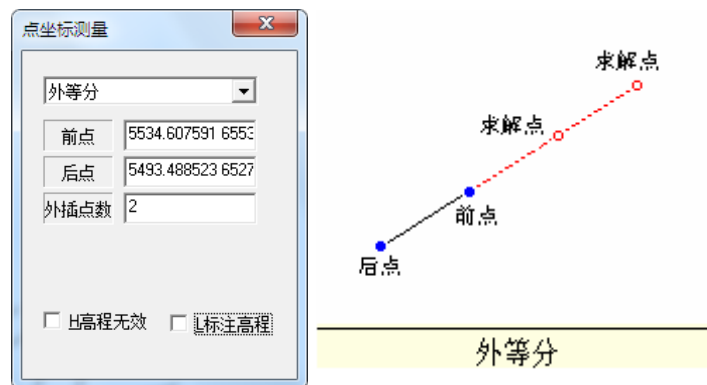 点坐标测量
外等分
前点 5534.607591 6553
后点 5493.488523 6527
外插点数 2
H高程无效 L标注高程
求解点
求解点
前点
后点
外等分